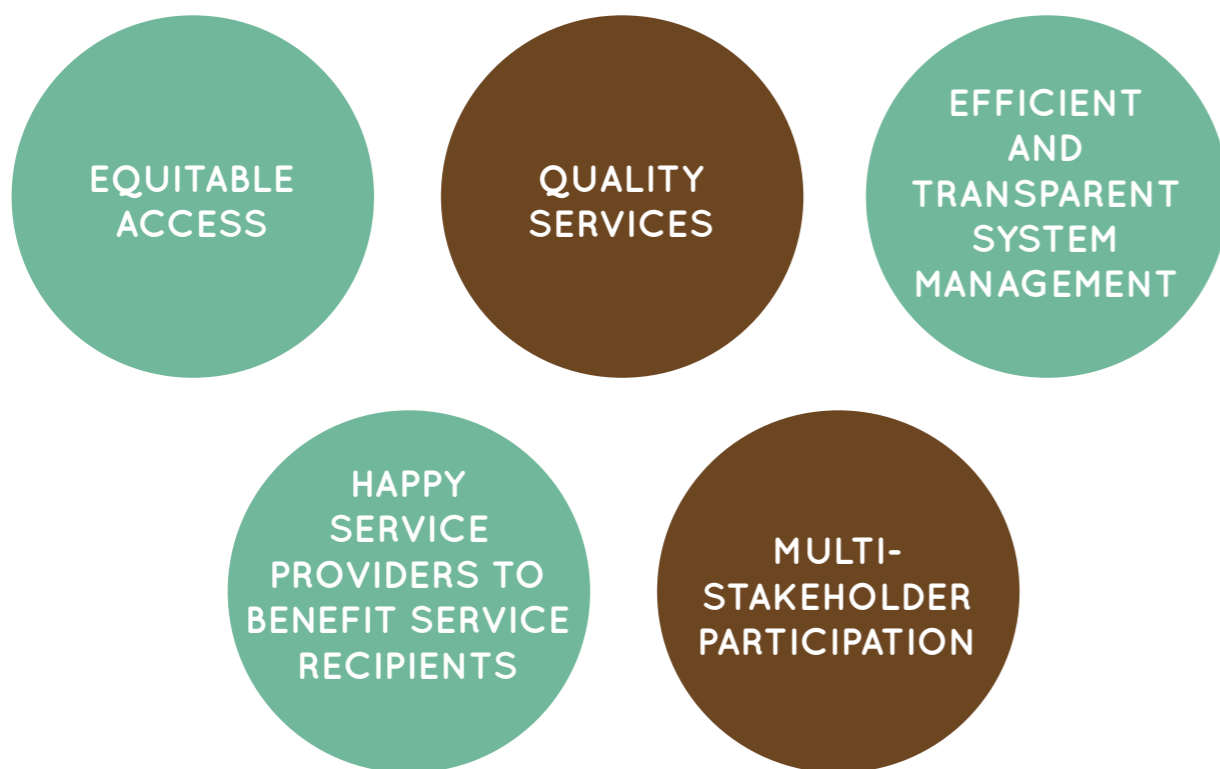 EQUITABLE
ACCESS
QUALITY
SERVICES
EFFICIENT
AND
TRANSPARENT
SYSTEM
MANAGEMENT
HAPPY
SERVICE
PROVIDERS TO
BENEFIT SERVICE
RECIPIENTS
MULTI-
STAKEHOLDER
PARTICIPATION